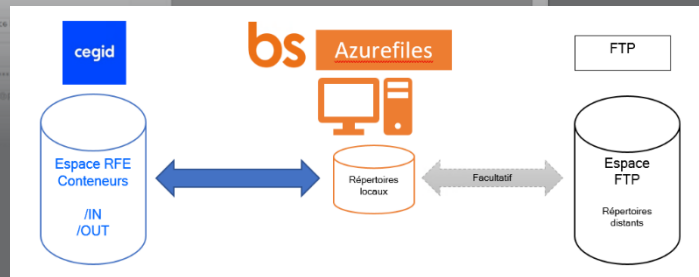 cegid
bs
Azurefiles
FTP
Espace RFE
Conteneurs
/IN
/OUT
Répertoires
locaux
Facultatif
Espace
FTP
Répertoires
distants